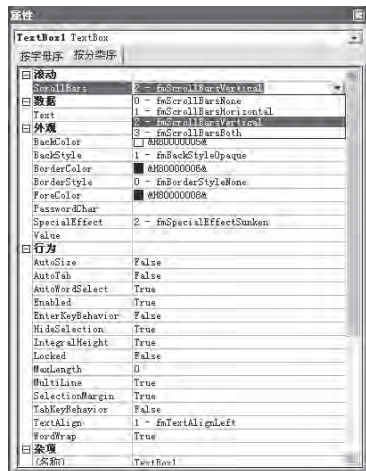 属性
TextBox1 TextBox
按字母序 按分类序
滚动
ScrollBars 2 - fmScrollBarsVertical
数据 0 - fmScrollBarsNone
Text 1 - fmScrollBarsHorizontal
外观 2 - fmScrollBarsVertical
3 - fmScrollBarsBoth
BackColor &H80000005&
BackStyle 1 - fmBackStyleOpaque
BorderColor &H80000006&
BorderStyle 0 - fmBorderStyleNone
ForeColor &H80000008&
PasswordChar
SpecialEffect 2 - fmSpecialEffectSunken
Value
行为
AutoSize False
AutoTab False
AutoWordSelect True
Enabled True
EnterKeyBehavior False
HideSelection True
IntegralHeight True
Locked False
MaxLength 0
MultiLine True
SelectionMargin True
TabKeyBehavior False
TextAlign 1 - fmTextAlignLeft
WordWrap True
杂项
(名称) TextBox1